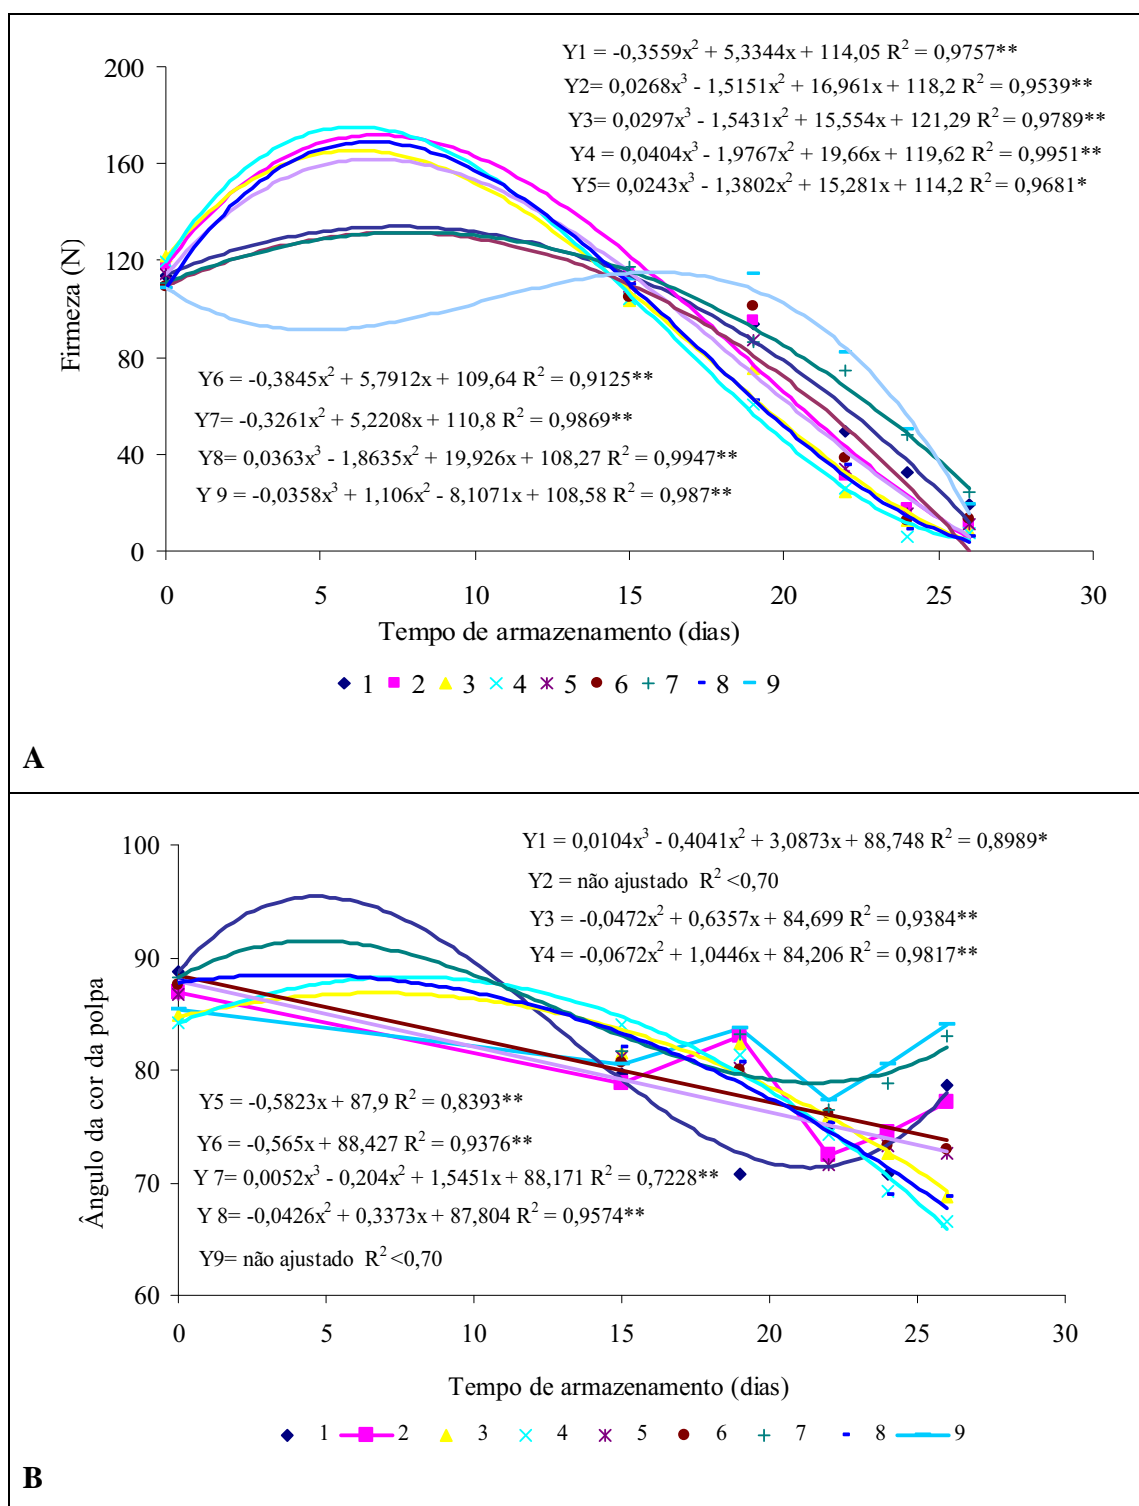 Y1 = -0,3559x² + 5,3344x + 114,05 R² = 0,9757**
Y2= 0,0268x³ - 1,5151x² + 16,961x + 118,2 R² = 0,9539**
Y3= 0,0297x³ - 1,5431x² + 15,554x + 121,29 R² = 0,9789**
Y4 = 0,0404x³ - 1,9767x² + 19,66x + 119,62 R² = 0,9951**
Y5= 0,0243x³ - 1,3802x² + 15,281x + 114,2 R² = 0,9681*
200
160
120
80
40
0
Firmeza (N)
Y6 = -0,3845x² + 5,7912x + 109,64 R² = 0,9125**
Y7= -0,3261x² + 5,2208x + 110,8 R² = 0,9869**
Y8= 0,0363x³ - 1,8635x² + 19,926x + 108,27 R² = 0,9947**
Y 9 = -0,0358x³ + 1,106x² - 8,1071x + 108,58 R² = 0,987**
0 5 10 15 20 25 30
Tempo de armazenamento (dias)
1 2 3 4 5 6 7 8 9
A
Y1 = 0,0104x³ - 0,4041x² + 3,0873x + 88,748 R² = 0,8989*
Y2 = não ajustado R² <0,70
Y3 = -0,0472x² + 0,6357x + 84,699 R² = 0,9384**
Y4 = -0,0672x² + 1,0446x + 84,206 R² = 0,9817**
100
90
80
70
60
Ângulo da cor da polpa
Y5 = -0,5823x + 87,9 R² = 0,8393**
Y6 = -0,565x + 88,427 R² = 0,9376**
Y 7= 0,0052x³ - 0,204x² + 1,5451x + 88,171 R² = 0,7228**
Y 8= -0,0426x² + 0,3373x + 87,804 R² = 0,9574**
Y9= não ajustado R² <0,70
0 5 10 15 20 25 30
Tempo de armazenamento (dias)
1 2 3 4 5 6 7 8 9
B